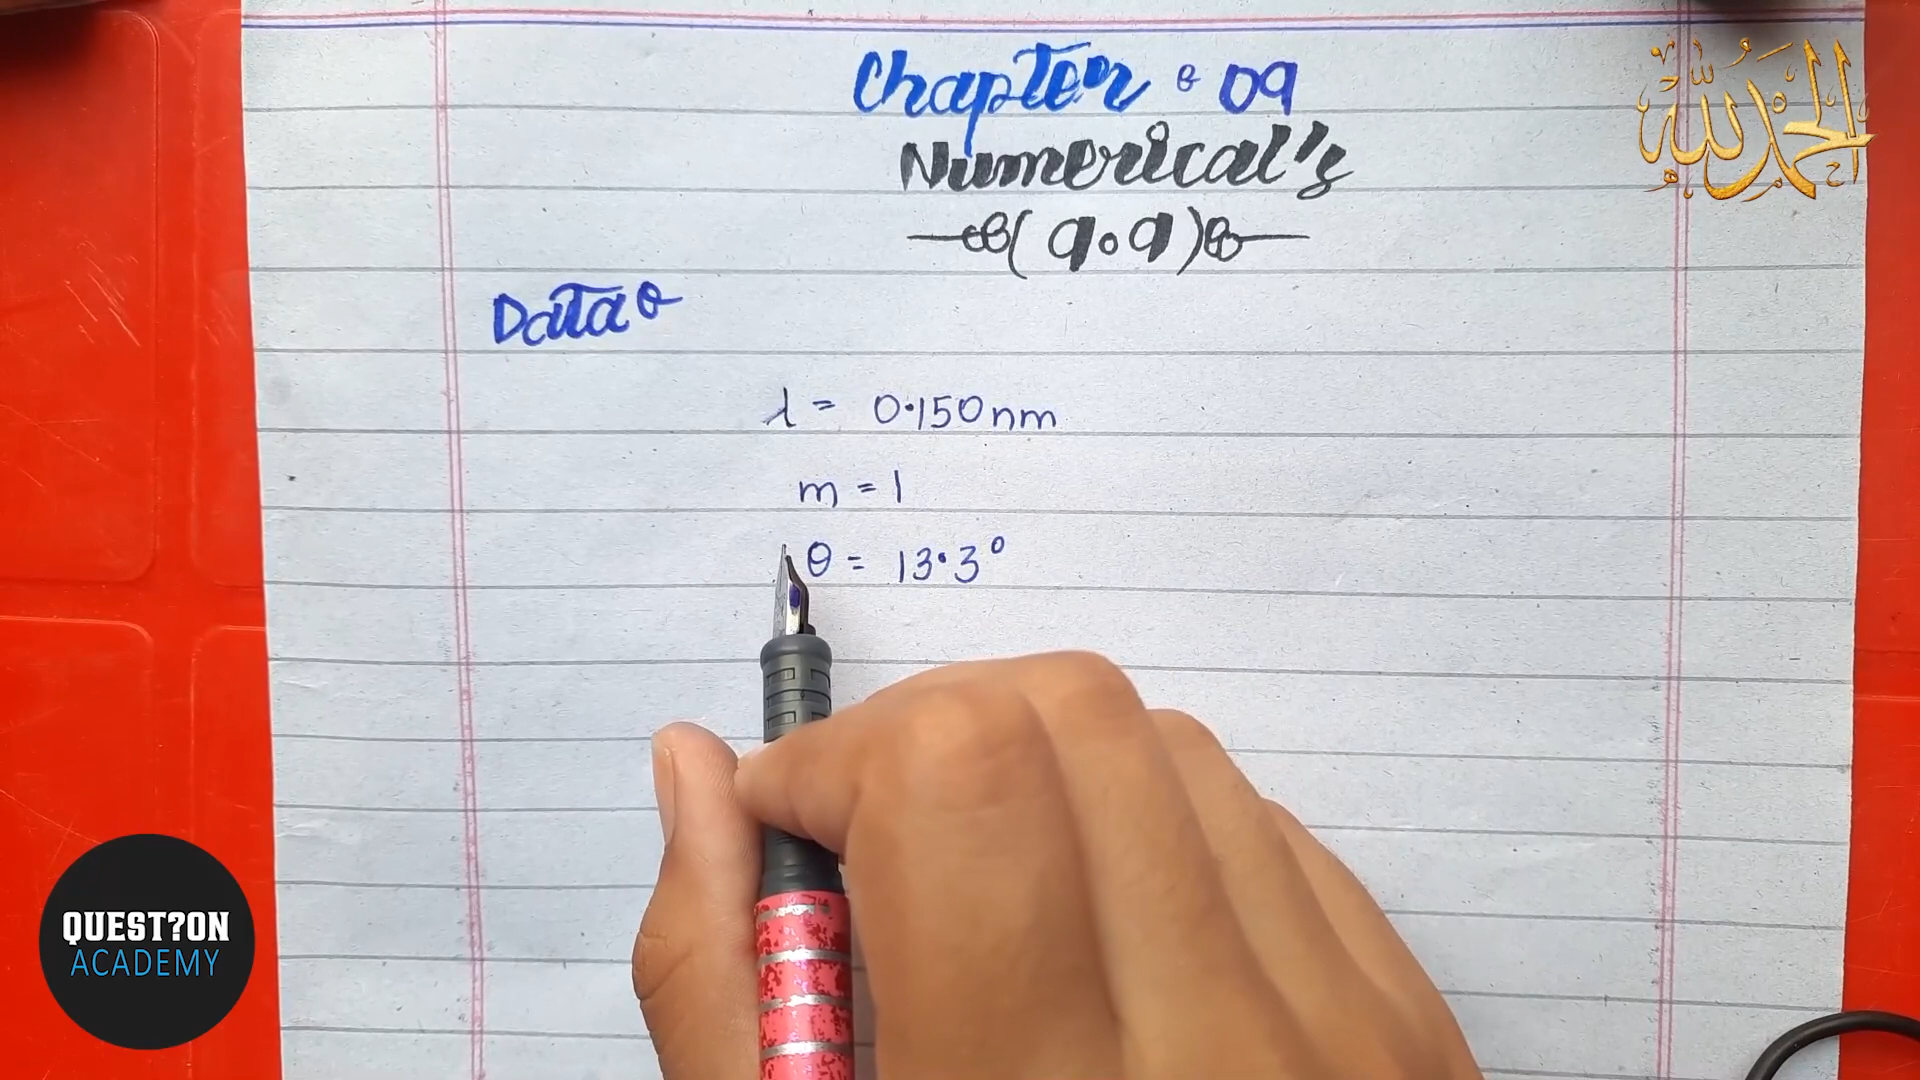 Chapter : 09
Numerical's
(9.9)
الحمد لله
Data:
λ = 0.150nm
m = 1
θ = 13.3°
QUEST?ON
ACADEMY